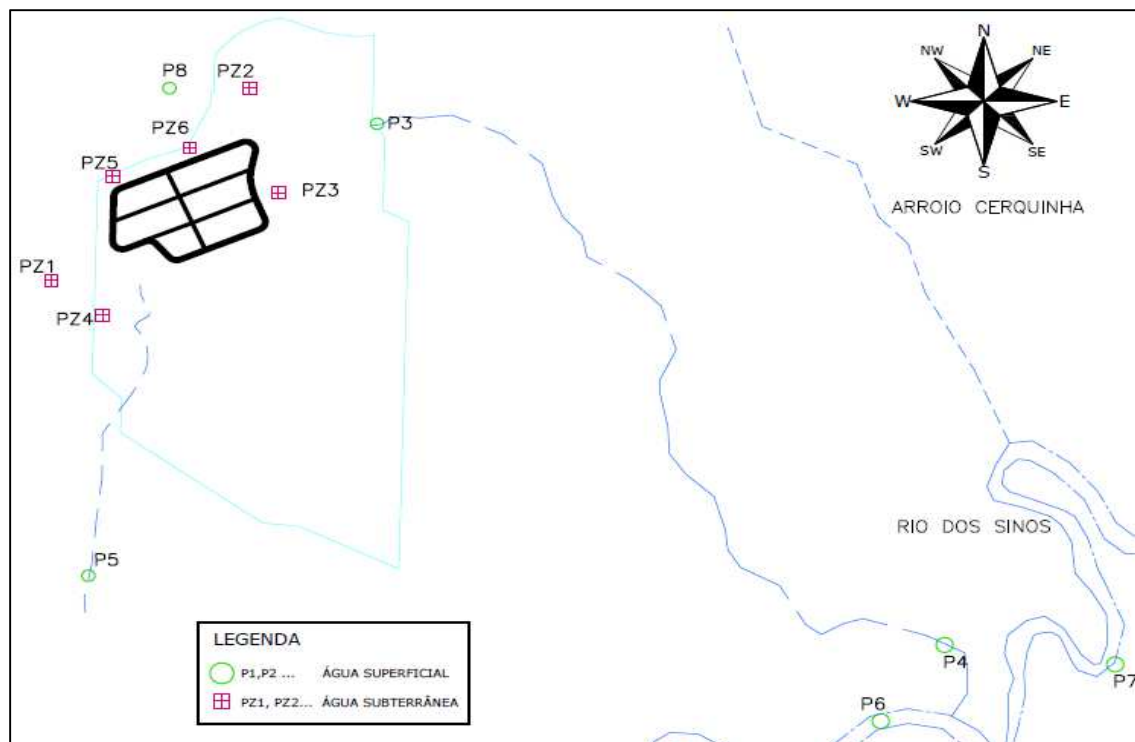 N
NW
NE
W
E
SW
SE
S
ARROIO CERQUINHA
P8
PZ2
P3
PZ6
PZ5
PZ3
PZ1
PZ4
RIO DOS SINOS
P5
LEGENDA
P1,P2 ... ÁGUA SUPERFICIAL
PZ1, PZ2... ÁGUA SUBTERRÂNEA
P4
P7
P6